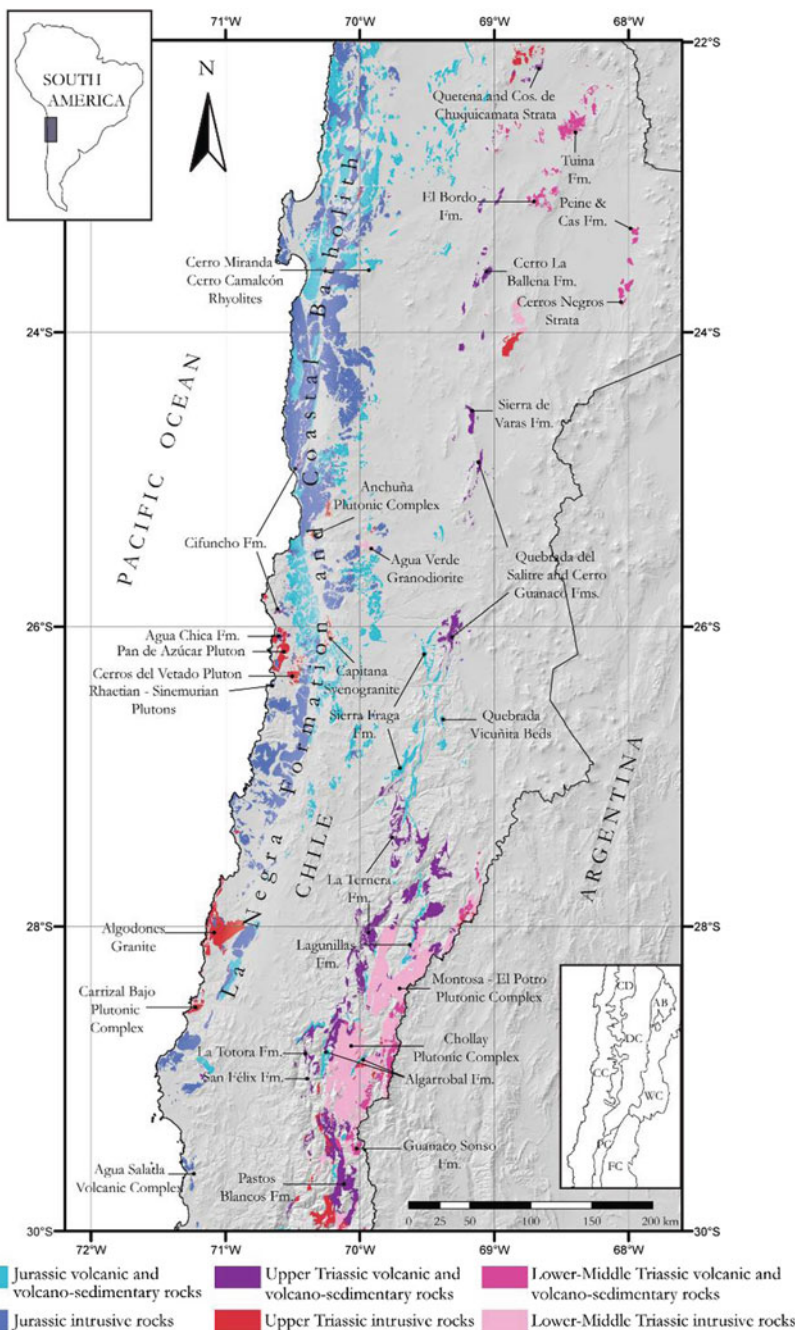 71°W
70°W
69°W
68°W
22°S
SOUTH
AMERICA
N
Quetena and Cos. de
Chuquicamata Strata
Tuina
Fm.
El Bordo
Fm.
Peine &
Cas Fm.
Cerro Miranda
Cerro Camaleón
Rhyolites
Cerro La
Ballena Fm.
Cerros Negros
Strata
24°S
24°S
PACIFIC OCEAN
La Negra Formation and Coastal Batholith
Sierra de
Varas Fm.
Anchuña
Plutonic Complex
Cifuncho Fm.
Agua Verde
Granodiorite
Quebrada del
Salitre and Cerro
Guanaco Fms.
26°S
26°S
Agua Chica Fm.
Pan de Azúcar Pluton
Cerros del Vetado Pluton
Rhaetian - Sinemurian
Plutons
Capitana
Syenogranite
Sierra Fraga
Fm.
Quebrada
Vicuñita Beds
CHILE
ARGENTINA
La Ternera
Fm.
28°S
28°S
Algodones
Granite
Lagunillas
Fm.
Montosa - El Potro
Plutonic Complex
Carrizal Bajo
Plutonic
Complex
Chollay
Plutonic Complex
La Totora Fm.
Algarrobal Fm.
San Félix Fm.
CD
AB
DC
CC
WC
PC
FC
Guanaco Sonso
Fm.
Agua Salada
Volcanic Complex
Pastos
Blancos Fm.
0 25 50 100 150 200 km
30°S
30°S
72°W
71°W
70°W
69°W
68°W
Jurassic volcanic and
volcano-sedimentary rocks
Upper Triassic volcanic and
volcano-sedimentary rocks
Lower-Middle Triassic volcanic and
volcano-sedimentary rocks
Jurassic intrusive rocks
Upper Triassic intrusive rocks
Lower-Middle Triassic intrusive rocks